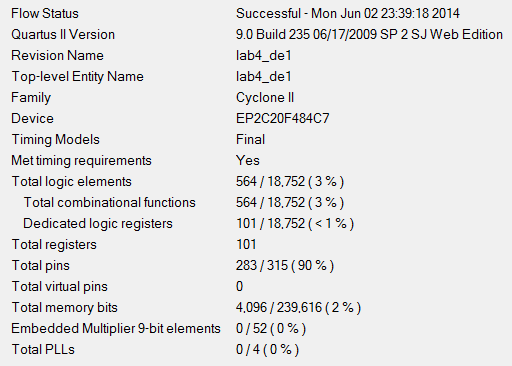 Flow Status Successful - Mon Jun 02 23:39:18 2014
Quartus II Version 9.0 Build 235 06/17/2009 SP 2 SJ Web Edition
Revision Name lab4_de1
Top-level Entity Name lab4_de1
Family Cyclone II
Device EP2C20F484C7
Timing Models Final
Met timing requirements Yes
Total logic elements 564 / 18,752 ( 3 % )
Total combinational functions 564 / 18,752 ( 3 % )
Dedicated logic registers 101 / 18,752 ( < 1 % )
Total registers 101
Total pins 283 / 315 ( 90 % )
Total virtual pins 0
Total memory bits 4,096 / 239,616 ( 2 % )
Embedded Multiplier 9-bit elements 0 / 52 ( 0 % )
Total PLLs 0 / 4 ( 0 % )